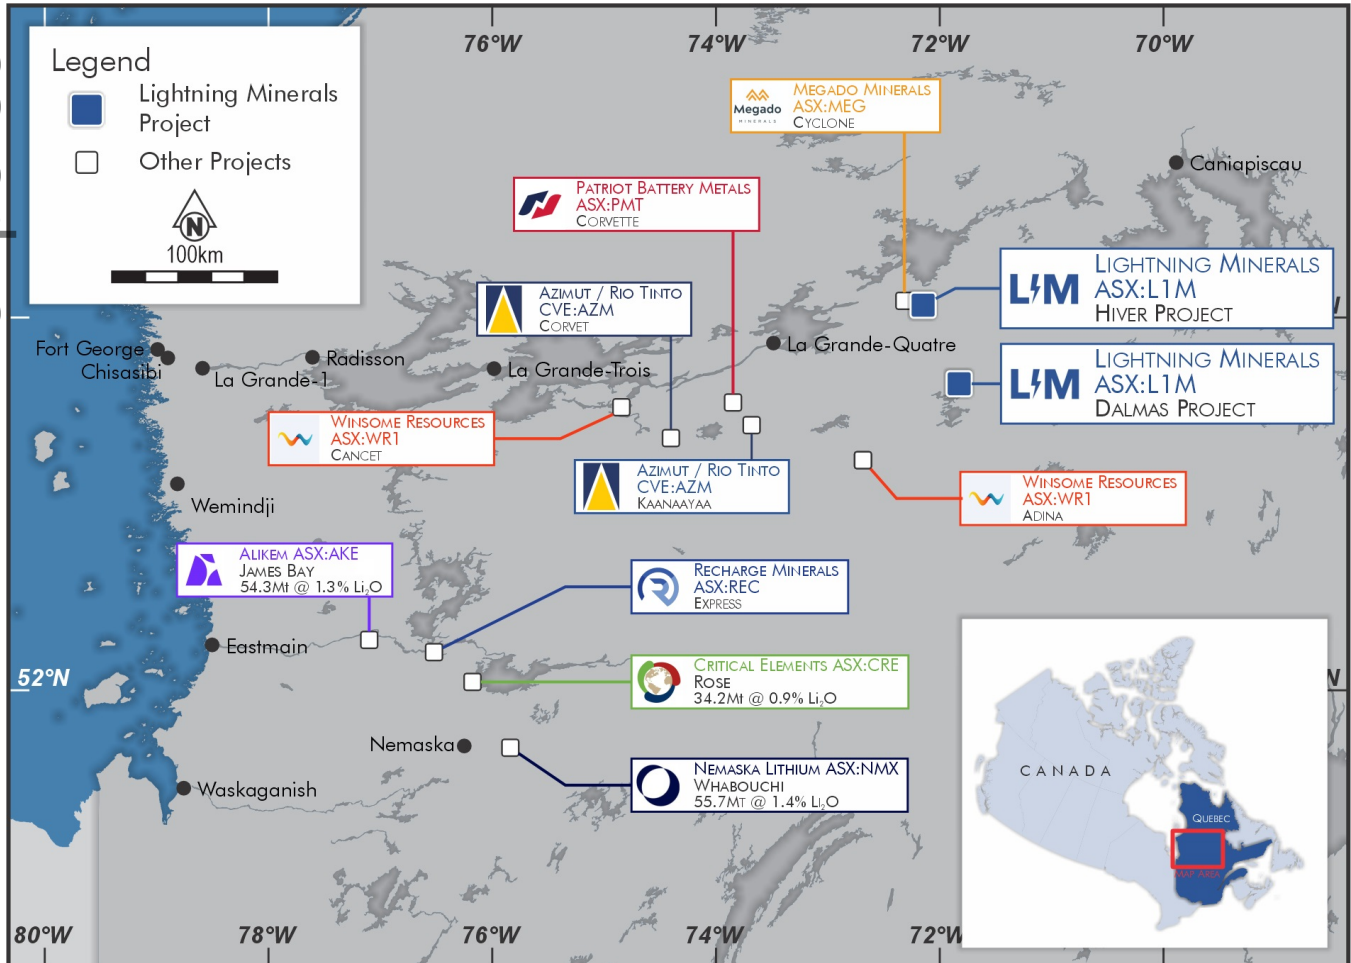 76°W
74°W
72°W
70°W
Legend
Lightning Minerals
Project
Other Projects
N
100km
Megado
MINERALS
MEGADO MINERALS
ASX:MEG
CYCLONE
Caniapiscau
PATRIOT BATTERY METALS
ASX:PMT
CORVETTE
AZIMUT / RIO TINTO
CVE:AZM
CORVET
LM
LIGHTNING MINERALS
ASX:L1M
HIVER PROJECT
N
Fort George
Chisasibi
La Grande-1
Radisson
La Grande-Trois
La Grande-Quatre
LM
LIGHTNING MINERALS
ASX:L1M
DALMAS PROJECT
WINSOME RESOURCES
ASX:WR1
CANCET
AZIMUT / RIO TINTO
CVE:AZM
KAANAAYAA
WINSOME RESOURCES
ASX:WR1
ADINA
Wemindji
ALIKEM ASX:AKE
JAMES BAY
54.3Mt @ 1.3% Li₂O
RECHARGE MINERALS
ASX:REC
EXPRESS
Eastmain
CRITICAL ELEMENTS ASX:CRE
ROSE
34.2Mt @ 0.9% Li₂O
52°N
N
Nemaska
NEMASKA LITHIUM ASX:NMX
WHABOUCHI
55.7MT @ 1.4% Li₂O
Waskaganish
CANADA
QUEBEC
MAP AREA
80°W
78°W
76°W
74°W
72°W